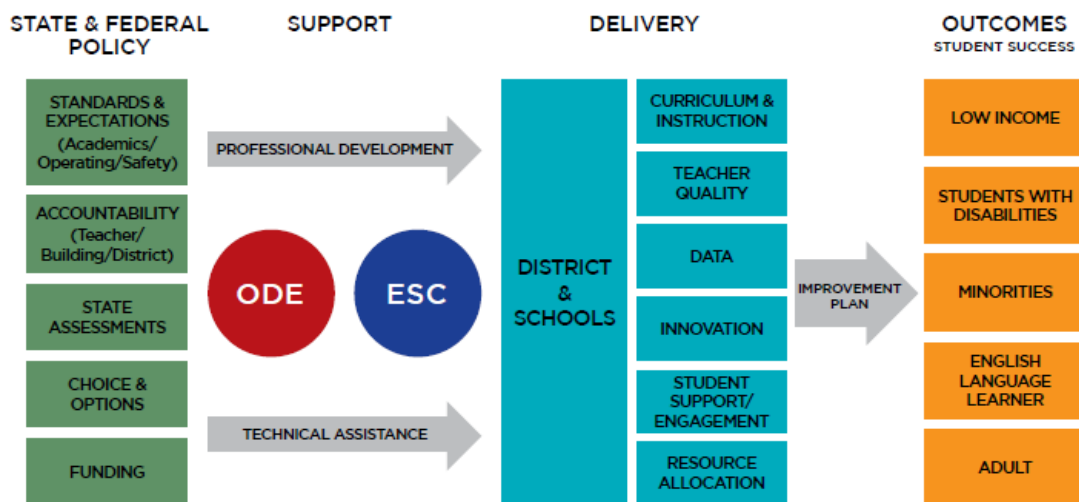 STATE & FEDERAL
POLICY
SUPPORT
DELIVERY
OUTCOMES
STUDENT SUCCESS
STANDARDS &
EXPECTATIONS
(Academics/
Operating/Safety)
ACCOUNTABILITY
(Teacher/
Building/District)
STATE
ASSESSMENTS
CHOICE &
OPTIONS
FUNDING
PROFESSIONAL DEVELOPMENT
ODE
ESC
TECHNICAL ASSISTANCE
DISTRICT
&
SCHOOLS
CURRICULUM &
INSTRUCTION
TEACHER
QUALITY
DATA
INNOVATION
STUDENT
SUPPORT/
ENGAGEMENT
RESOURCE
ALLOCATION
IMPROVEMENT
PLAN
LOW INCOME
STUDENTS WITH
DISABILITIES
MINORITIES
ENGLISH
LANGUAGE
LEARNER
ADULT